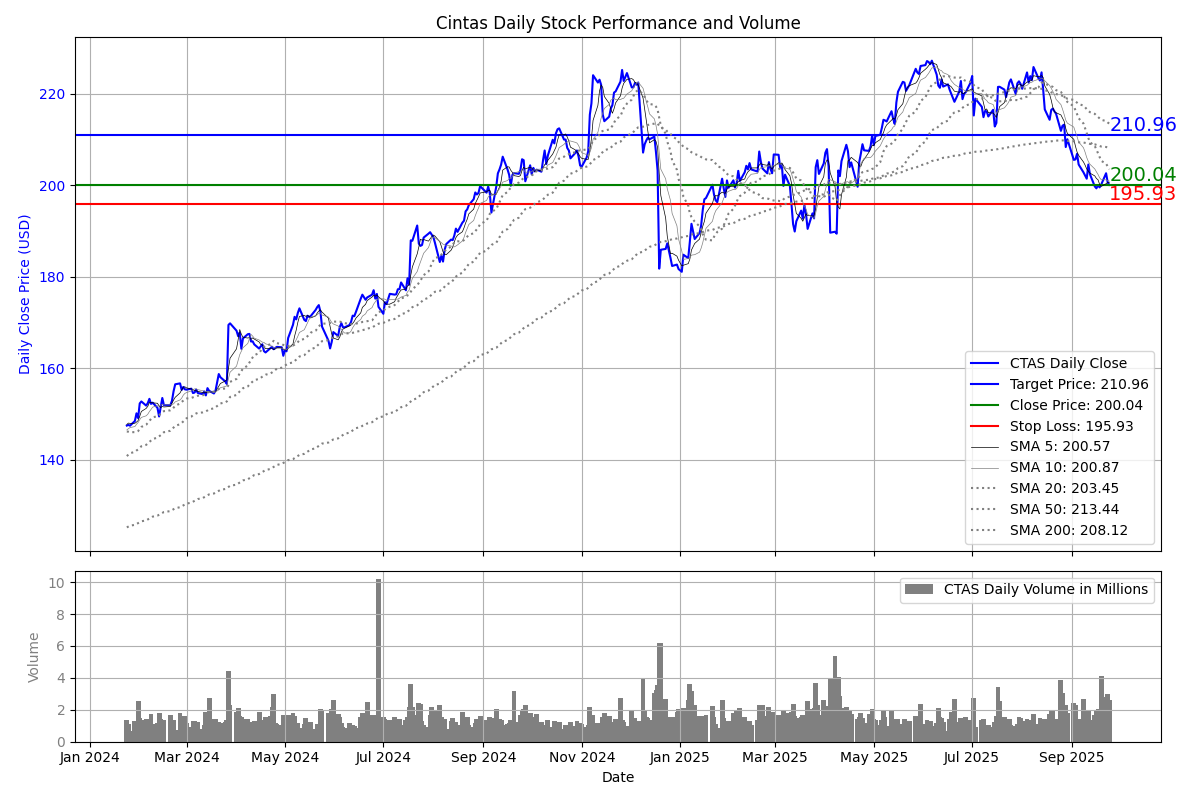 Cintas Daily Stock Performance and Volume
Daily Close Price (USD)
220
200
180
160
140
210.96
200.04
195.93
CTAS Daily Close
Target Price: 210.96
Close Price: 200.04
Stop Loss: 195.93
SMA 5: 200.57
SMA 10: 200.87
SMA 20: 203.45
SMA 50: 213.44
SMA 200: 208.12
Volume
10
8
6
4
2
0
CTAS Daily Volume in Millions
Jan 2024 Mar 2024 May 2024 Jul 2024 Sep 2024 Nov 2024 Jan 2025 Mar 2025 May 2025 Jul 2025 Sep 2025
Date